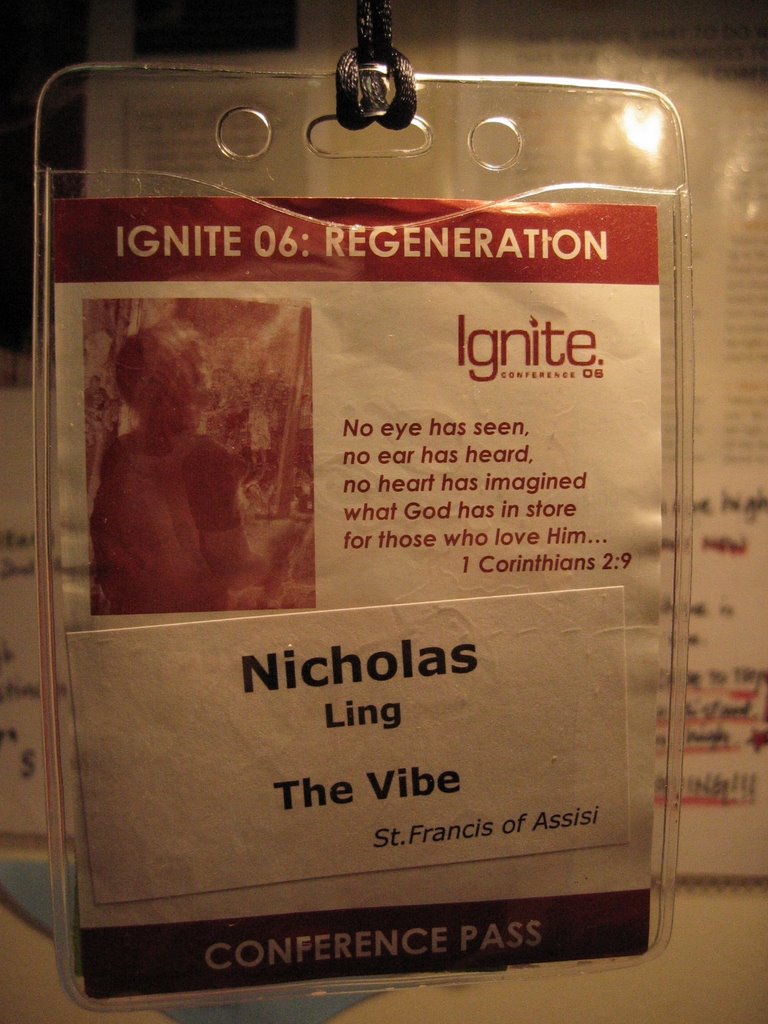 IGNITE 06: REGENERATION
Ignite.
CONFERENCE 06
No eye has seen,
no ear has heard,
no heart has imagined
what God has in store
for those who love Him...
1 Corinthians 2:9
Nicholas
Ling
The Vibe
St.Francis of Assisi
CONFERENCE PASS